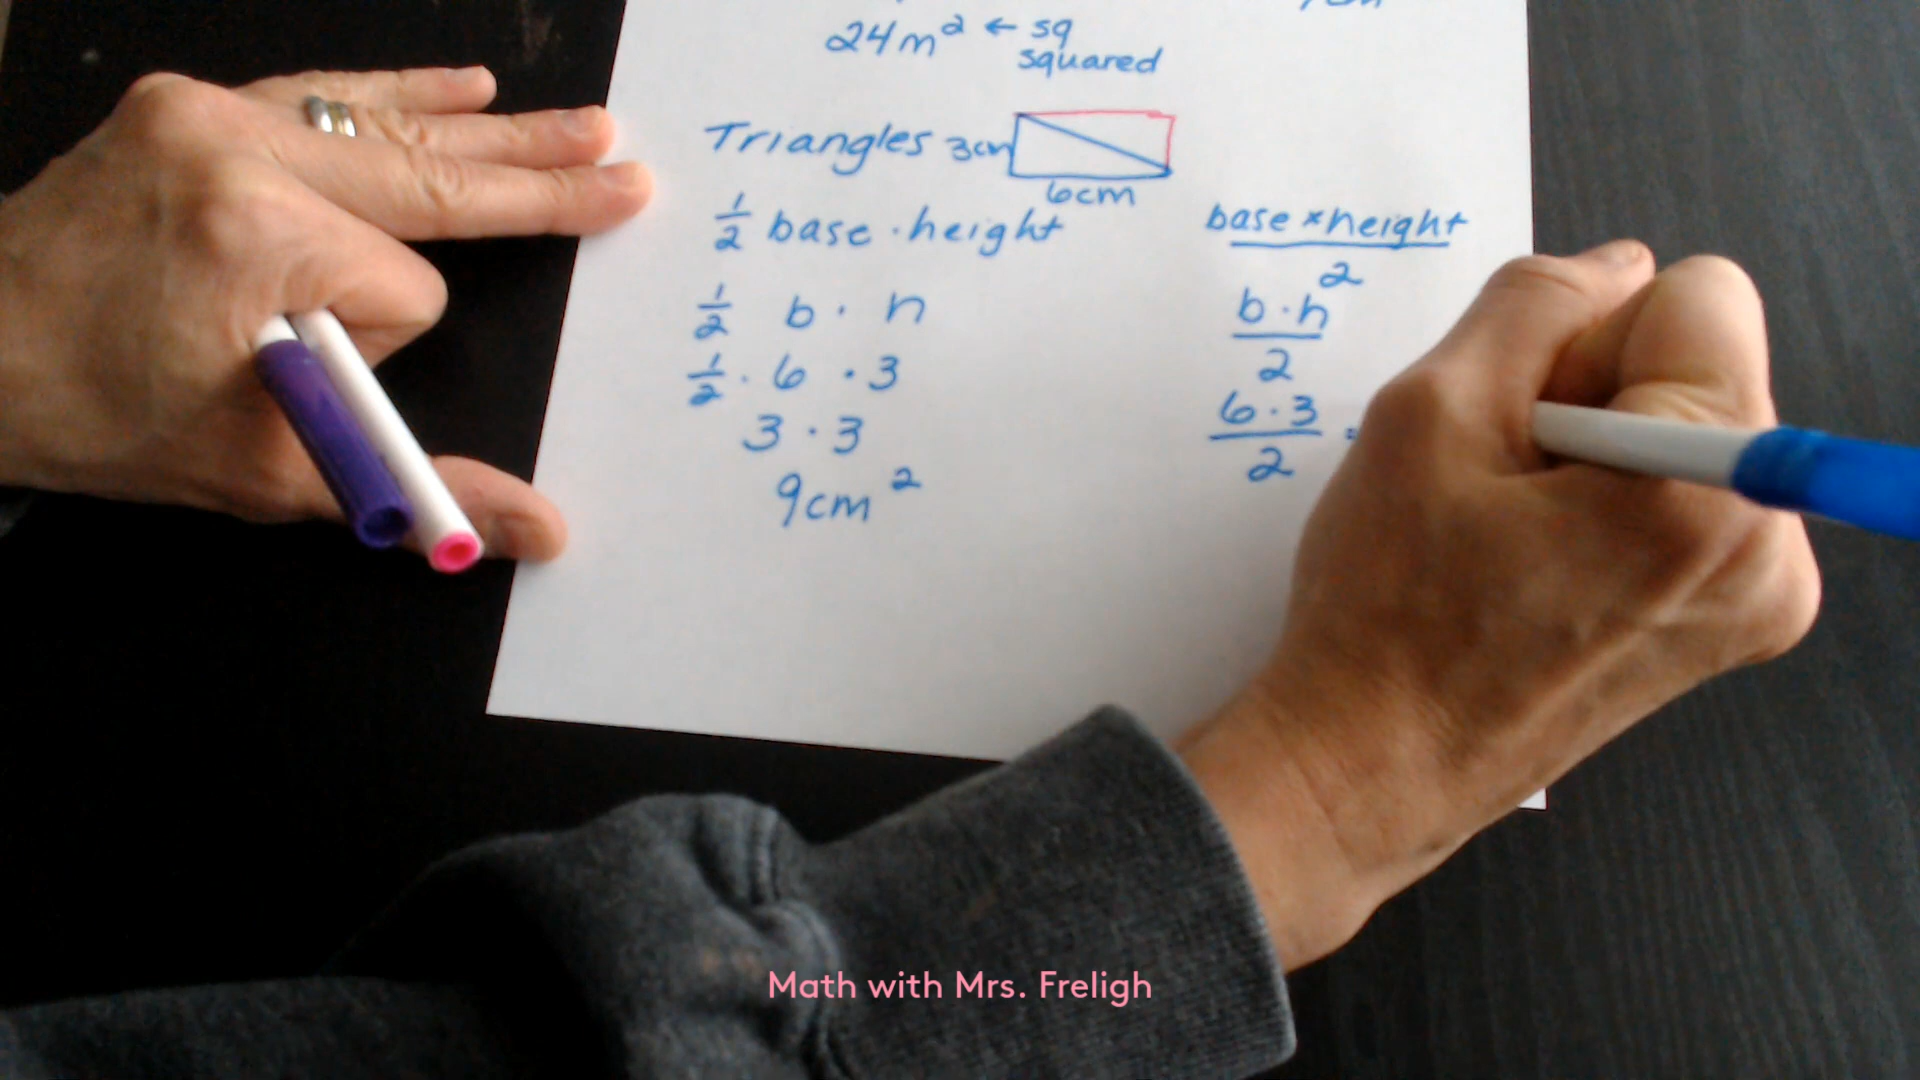 24m² ← sq
squared
Triangles 3cm
6cm
1/2 base · height
1/2 b · h
1/2 · 6 · 3
3 · 3
9cm²
base × height
2
b · h
2
6 · 3 =
2
Math with Mrs. Freligh